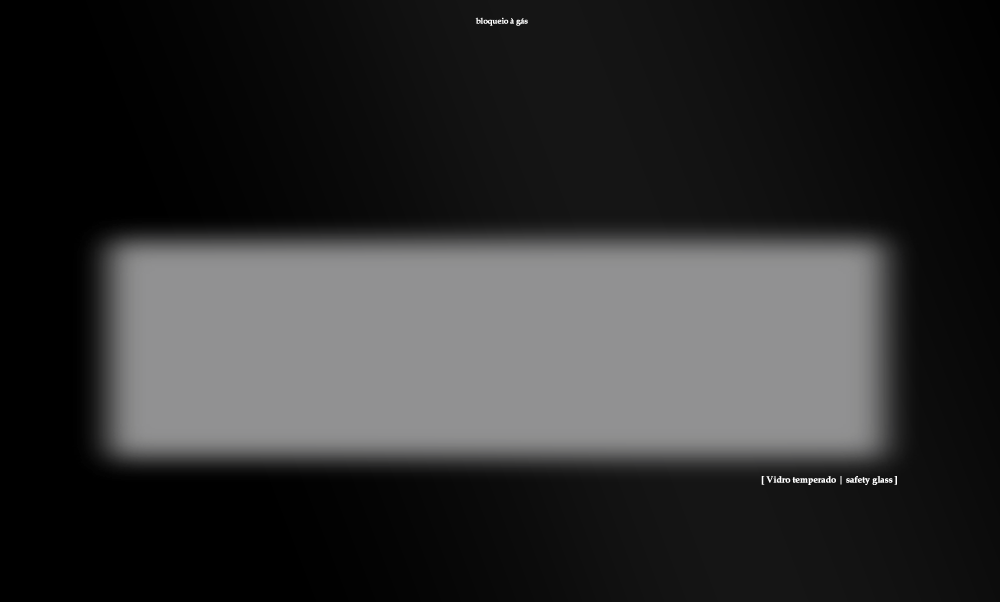 bloqueio à gás
[ Vidro temperado | safety glass ]